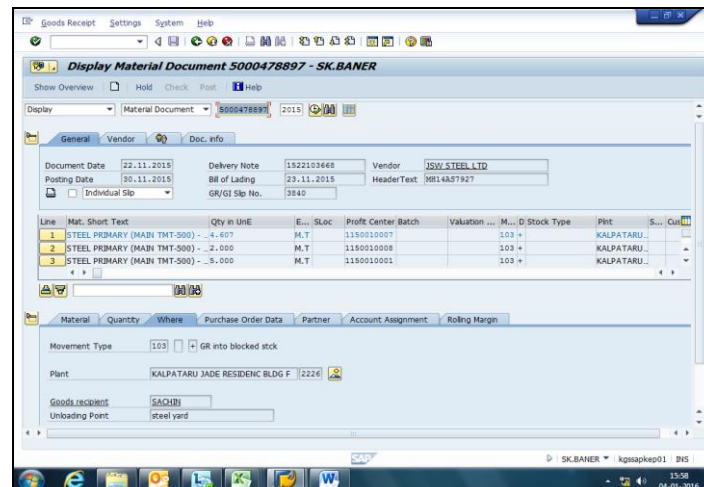 Goods Receipt Settings System Help
Display Material Document 5000478897 - SK.BANER
Show Overview Hold Check Post Help
Display Material Document 5000478897 2015
General Vendor Doc. info
Document Date 22.11.2015 Delivery Note 1522103668 Vendor JSW STEEL LTD
Posting Date 30.11.2015 Bill of Lading 23.11.2015 HeaderText MH14AS7927
Individual Slip GR/GI Slip No. 3840
Line Mat. Short Text Qty in UnE E... SLoc Profit Center Batch Valuation ... M... D Stock Type Plnt S... Cus
1 STEEL PRIMARY (MAIN TMT-500) - ... 4.607 M.T 1150010007 103 + KALPATARU...
2 STEEL PRIMARY (MAIN TMT-500) - ... 2.000 M.T 1150010008 103 + KALPATARU...
3 STEEL PRIMARY (MAIN TMT-500) - ... 5.000 M.T 1150010001 103 + KALPATARU...
Material Quantity Where Purchase Order Data Partner Account Assignment Rolling Margin
Movement Type 103 + GR into blocked stck
Plant KALPATARU JADE RESIDENC BLDG F 2226
Goods recipient SACHIN
Unloading Point steel yard
SAP SK.BANER kgssapkep01 INS
15:58
04-01-2016